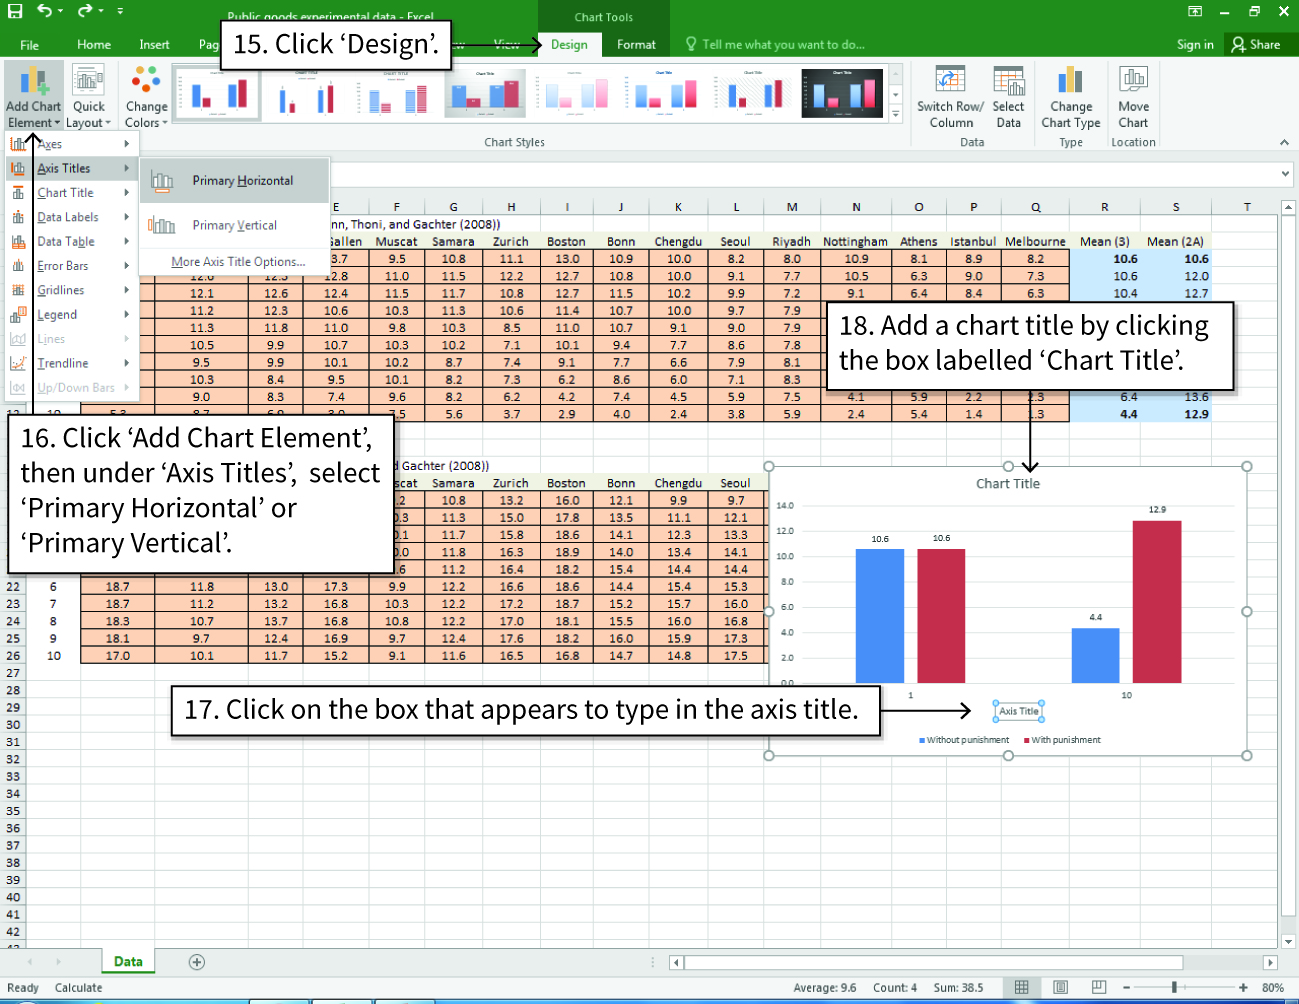 Public goods experimental data - Excel
Chart Tools
File Home Insert Design Format Tell me what you want to do... Sign in Share
15. Click ‘Design’.
Add Chart Element Quick Layout Change Colors
Switch Row/ Column Select Data Change Chart Type Move Chart
Chart Styles Data Type Location
Axes
Axis Titles
Chart Title
Data Labels
Data Table
Error Bars
Gridlines
Legend
Lines
Trendline
Up/Down Bars
Primary Horizontal
Primary Vertical
More Axis Title Options...
E F G H I J K L M N O P Q R S T
Thoni, and Gachter (2008))
Muscat Samara Zurich Boston Bonn Chengdu Seoul Riyadh Nottingham Athens Istanbul Melbourne Mean (3) Mean (2A)
9.5 10.8 11.1 13.0 10.9 10.0 8.2 8.0 10.9 8.1 8.9 8.2 10.6 10.6
12.8 11.0 11.5 12.2 12.7 10.8 10.0 9.1 7.7 10.5 6.3 9.0 7.3 10.6 12.0
12.1 12.6 12.4 11.5 11.7 10.8 12.7 11.5 10.2 9.9 7.2 9.1 6.4 8.4 6.3 10.4 12.7
11.2 12.3 10.6 10.3 11.3 10.6 11.4 10.7 10.0 9.7 7.9
11.3 11.8 11.0 9.8 10.3 8.5 11.0 10.7 9.1 9.0 7.9
10.5 9.9 10.7 10.3 10.2 7.1 10.1 9.4 7.7 8.6 7.8
9.5 9.9 10.1 10.2 8.7 7.4 9.1 7.7 6.6 7.9 8.1
10.3 8.4 9.5 10.1 8.2 7.3 6.2 8.6 6.0 7.1 8.3
9.0 8.3 7.4 9.6 8.2 6.2 4.2 7.4 4.5 5.9 7.5 4.1 5.9 2.2 2.3 6.4 13.6
5.6 3.7 2.9 4.0 2.4 3.8 5.9 2.4 5.4 1.4 1.3 4.4 12.9
18. Add a chart title by clicking
the box labelled ‘Chart Title’.
16. Click ‘Add Chart Element’,
then under ‘Axis Titles’, select
‘Primary Horizontal’ or
‘Primary Vertical’.
Gachter (2008))
Samara Zurich Boston Bonn Chengdu Seoul
10.8 13.2 16.0 12.1 9.9 9.7
11.3 15.0 17.8 13.5 11.1 12.1
11.7 15.8 18.6 14.1 12.3 13.3
11.8 16.3 18.9 14.0 13.4 14.1
11.2 16.4 18.2 15.4 14.4 14.4
22 6 18.7 11.8 13.0 17.3 9.9 12.2 16.6 18.6 14.4 15.4 15.3
23 7 18.7 11.2 13.2 16.8 10.3 12.2 17.2 18.7 15.2 15.7 16.0
24 8 18.3 10.7 13.7 16.8 10.8 12.2 17.0 18.1 15.5 16.0 16.8
25 9 18.1 9.7 12.4 16.9 9.7 12.4 17.6 18.2 16.0 15.9 17.3
26 10 17.0 10.1 11.7 15.2 9.1 11.6 16.5 16.8 14.7 14.8 17.5
27
28
29
30
31
32
33
34
35
36
37
38
39
40
41
42
Chart Title
14.0
12.0
10.0
8.0
6.0
4.0
2.0
0.0
10.6 10.6 4.4 12.9
1 10
Axis Title
Without punishment With punishment
17. Click on the box that appears to type in the axis title.
Data
Ready Calculate Average: 9.6 Count: 4 Sum: 38.5 80%